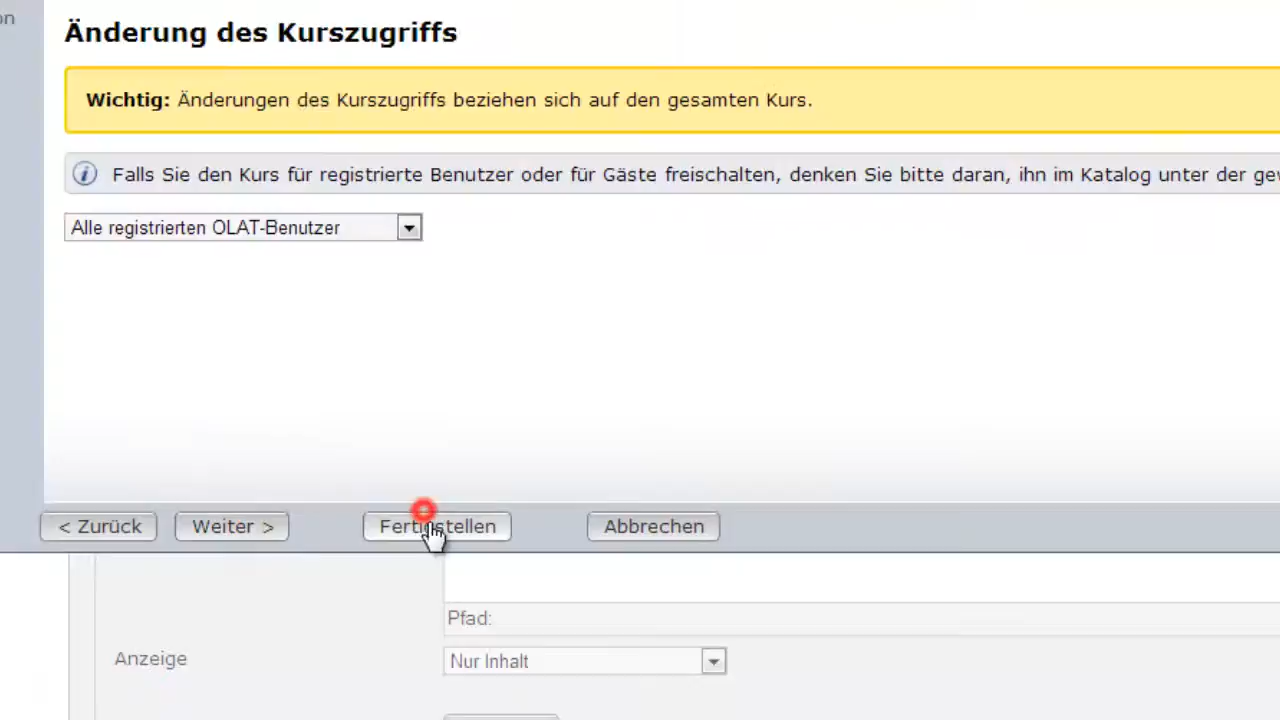 on
Änderung des Kurszugriffs
Wichtig: Änderungen des Kurszugriffs beziehen sich auf den gesamten Kurs.
Falls Sie den Kurs für registrierte Benutzer oder für Gäste freischalten, denken Sie bitte daran, ihn im Katalog unter der
Alle registrierten OLAT-Benutzer
< Zurück Weiter > Fertigstellen Abbrechen
Pfad:
Anzeige Nur Inhalt